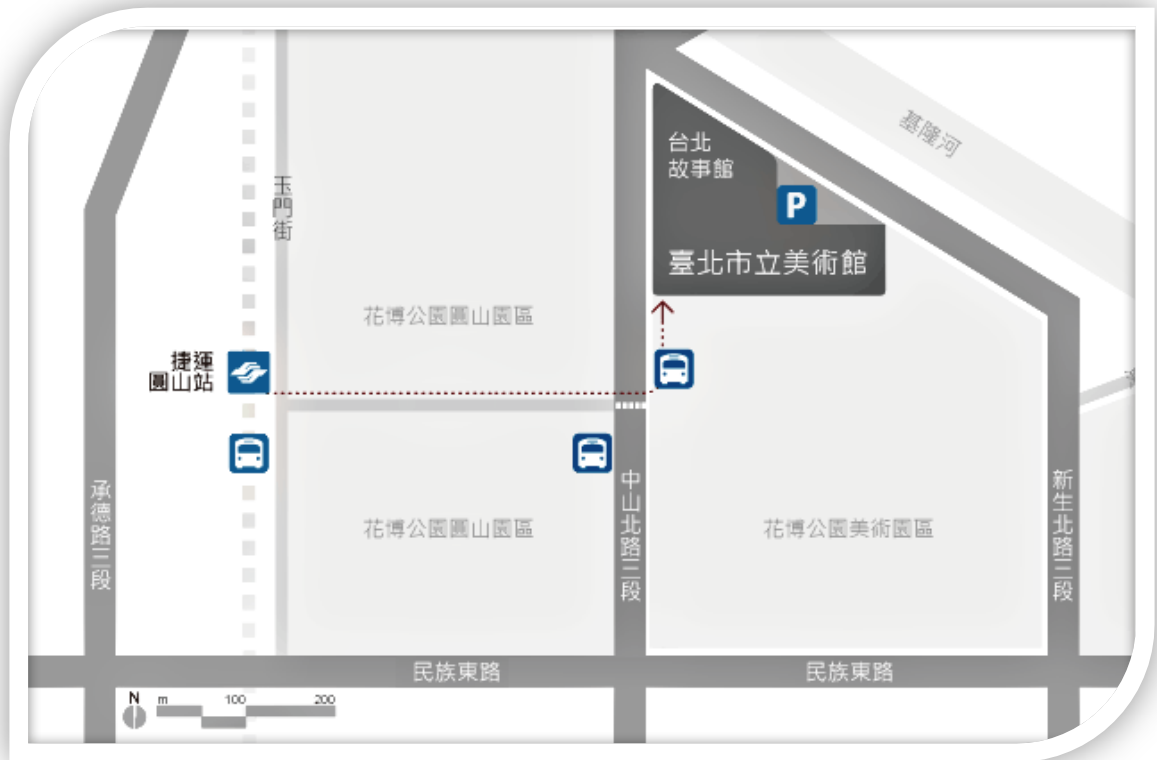 基隆河
台北
故事館
P
玉
門
街
臺北市立美術館
花博公園圓山園區
捷運
圓山站
承德路三段
花博公園圓山園區
中山北路三段
花博公園美術園區
新生北路三段
民族東路
民族東路
N
m 100 200